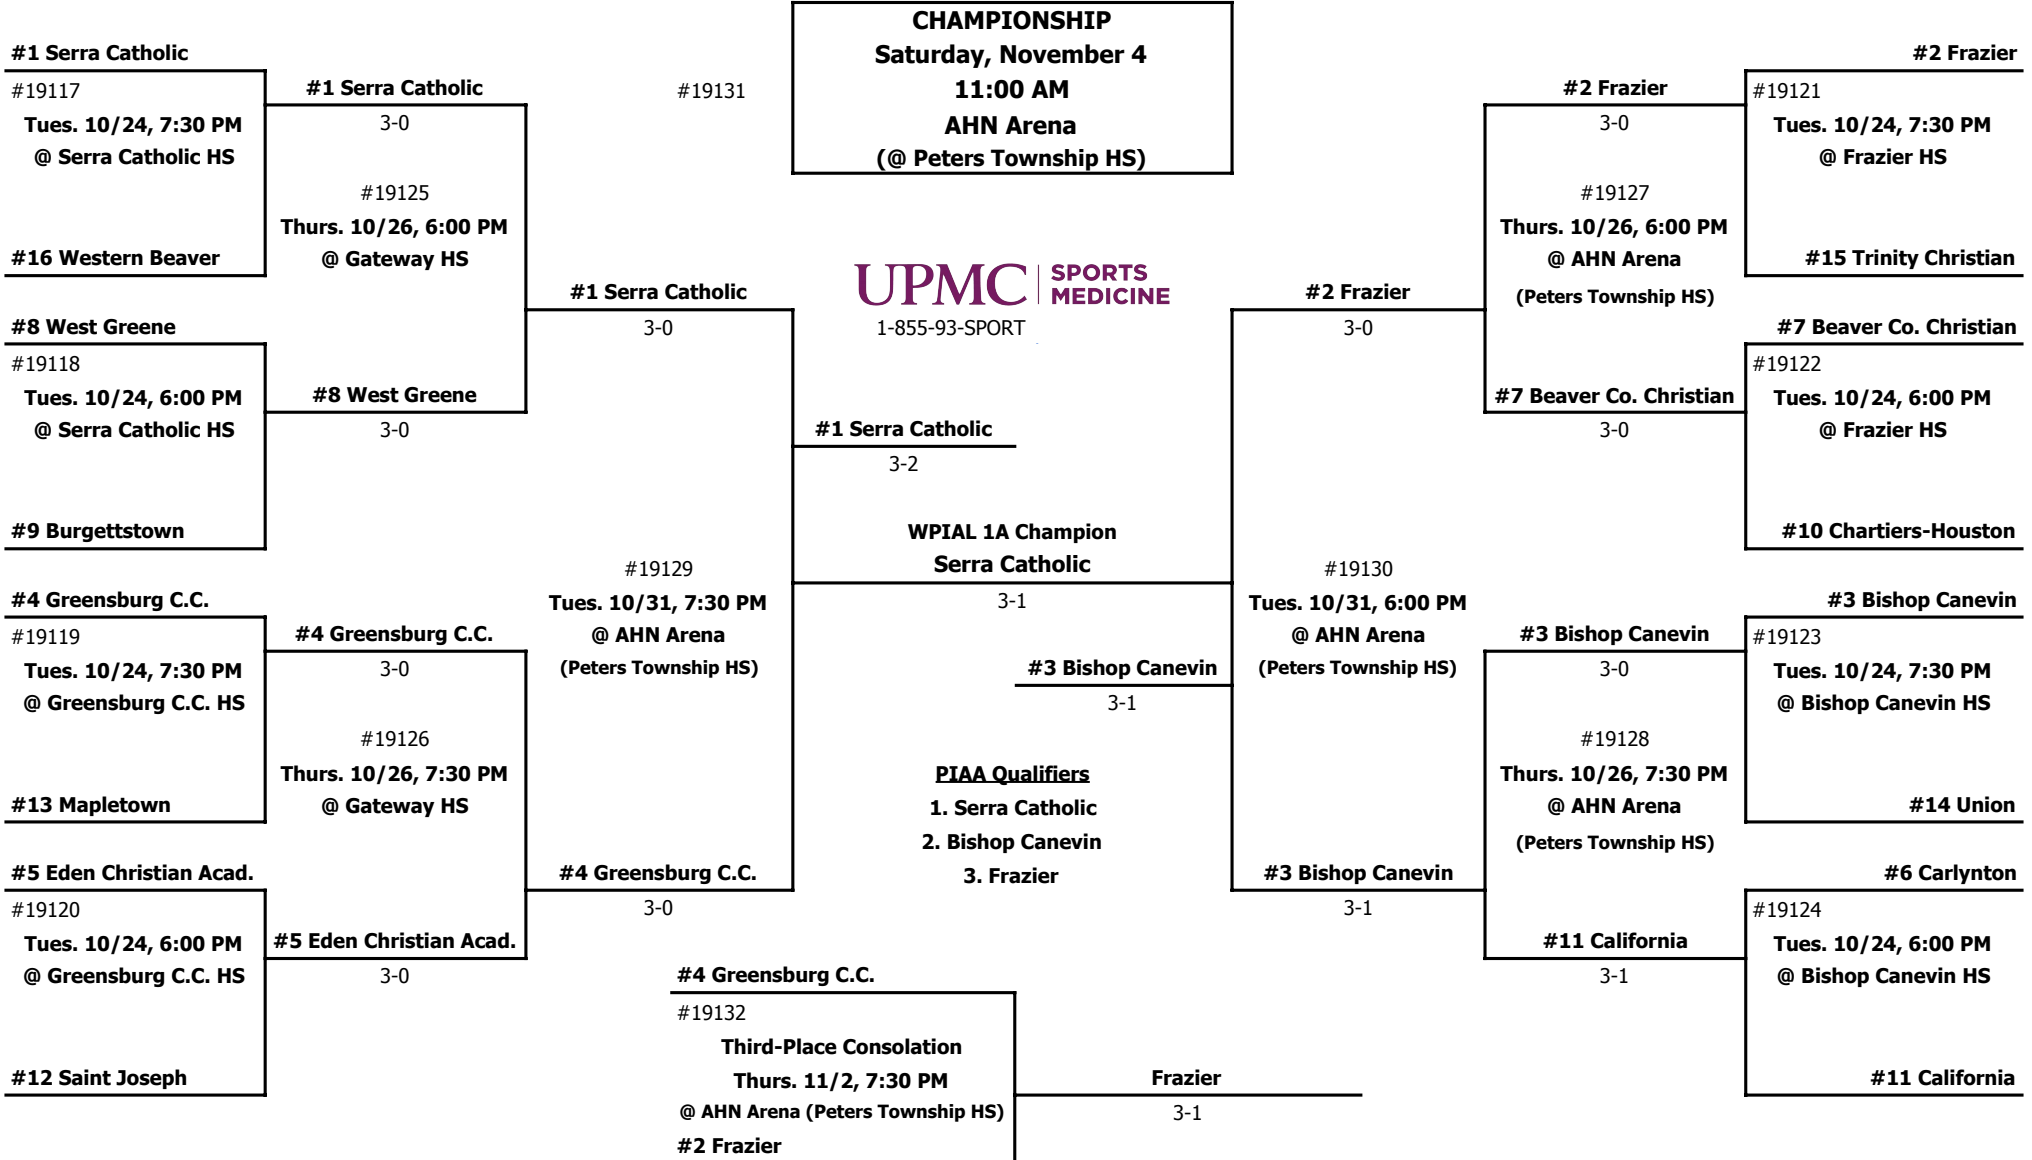 CHAMPIONSHIP
Saturday, November 4
11:00 AM
AHN Arena
(@ Peters Township HS)
#19131
#1 Serra Catholic
#19117
Tues. 10/24, 7:30 PM
@ Serra Catholic HS
#16 Western Beaver
#8 West Greene
#19118
Tues. 10/24, 6:00 PM
@ Serra Catholic HS
#9 Burgettstown
#4 Greensburg C.C.
#19119
Tues. 10/24, 7:30 PM
@ Greensburg C.C. HS
#13 Mapletown
#5 Eden Christian Acad.
#19120
Tues. 10/24, 6:00 PM
@ Greensburg C.C. HS
#12 Saint Joseph
#1 Serra Catholic
3-0
#19125
Thurs. 10/26, 6:00 PM
@ Gateway HS
#8 West Greene
3-0
#4 Greensburg C.C.
3-0
#19126
Thurs. 10/26, 7:30 PM
@ Gateway HS
#5 Eden Christian Acad.
3-0
#1 Serra Catholic
3-0
#19129
Tues. 10/31, 7:30 PM
@ AHN Arena
(Peters Township HS)
#4 Greensburg C.C.
3-0
UPMC SPORTS
MEDICINE
1-855-93-SPORT
#1 Serra Catholic
3-2
WPIAL 1A Champion
Serra Catholic
3-1
#3 Bishop Canevin
3-1
PIAA Qualifiers
1. Serra Catholic
2. Bishop Canevin
3. Frazier
#4 Greensburg C.C.
#19132
Third-Place Consolation
Thurs. 11/2, 7:30 PM
@ AHN Arena (Peters Township HS)
#2 Frazier
Frazier
3-1
#2 Frazier
3-0
#19130
Tues. 10/31, 6:00 PM
@ AHN Arena
(Peters Township HS)
#3 Bishop Canevin
3-1
#2 Frazier
3-0
#19127
Thurs. 10/26, 6:00 PM
@ AHN Arena
(Peters Township HS)
#7 Beaver Co. Christian
3-0
#3 Bishop Canevin
3-0
#19128
Thurs. 10/26, 7:30 PM
@ AHN Arena
(Peters Township HS)
#11 California
3-1
#2 Frazier
#19121
Tues. 10/24, 7:30 PM
@ Frazier HS
#15 Trinity Christian
#7 Beaver Co. Christian
#19122
Tues. 10/24, 6:00 PM
@ Frazier HS
#10 Chartiers-Houston
#3 Bishop Canevin
#19123
Tues. 10/24, 7:30 PM
@ Bishop Canevin HS
#14 Union
#6 Carlynton
#19124
Tues. 10/24, 6:00 PM
@ Bishop Canevin HS
#11 California